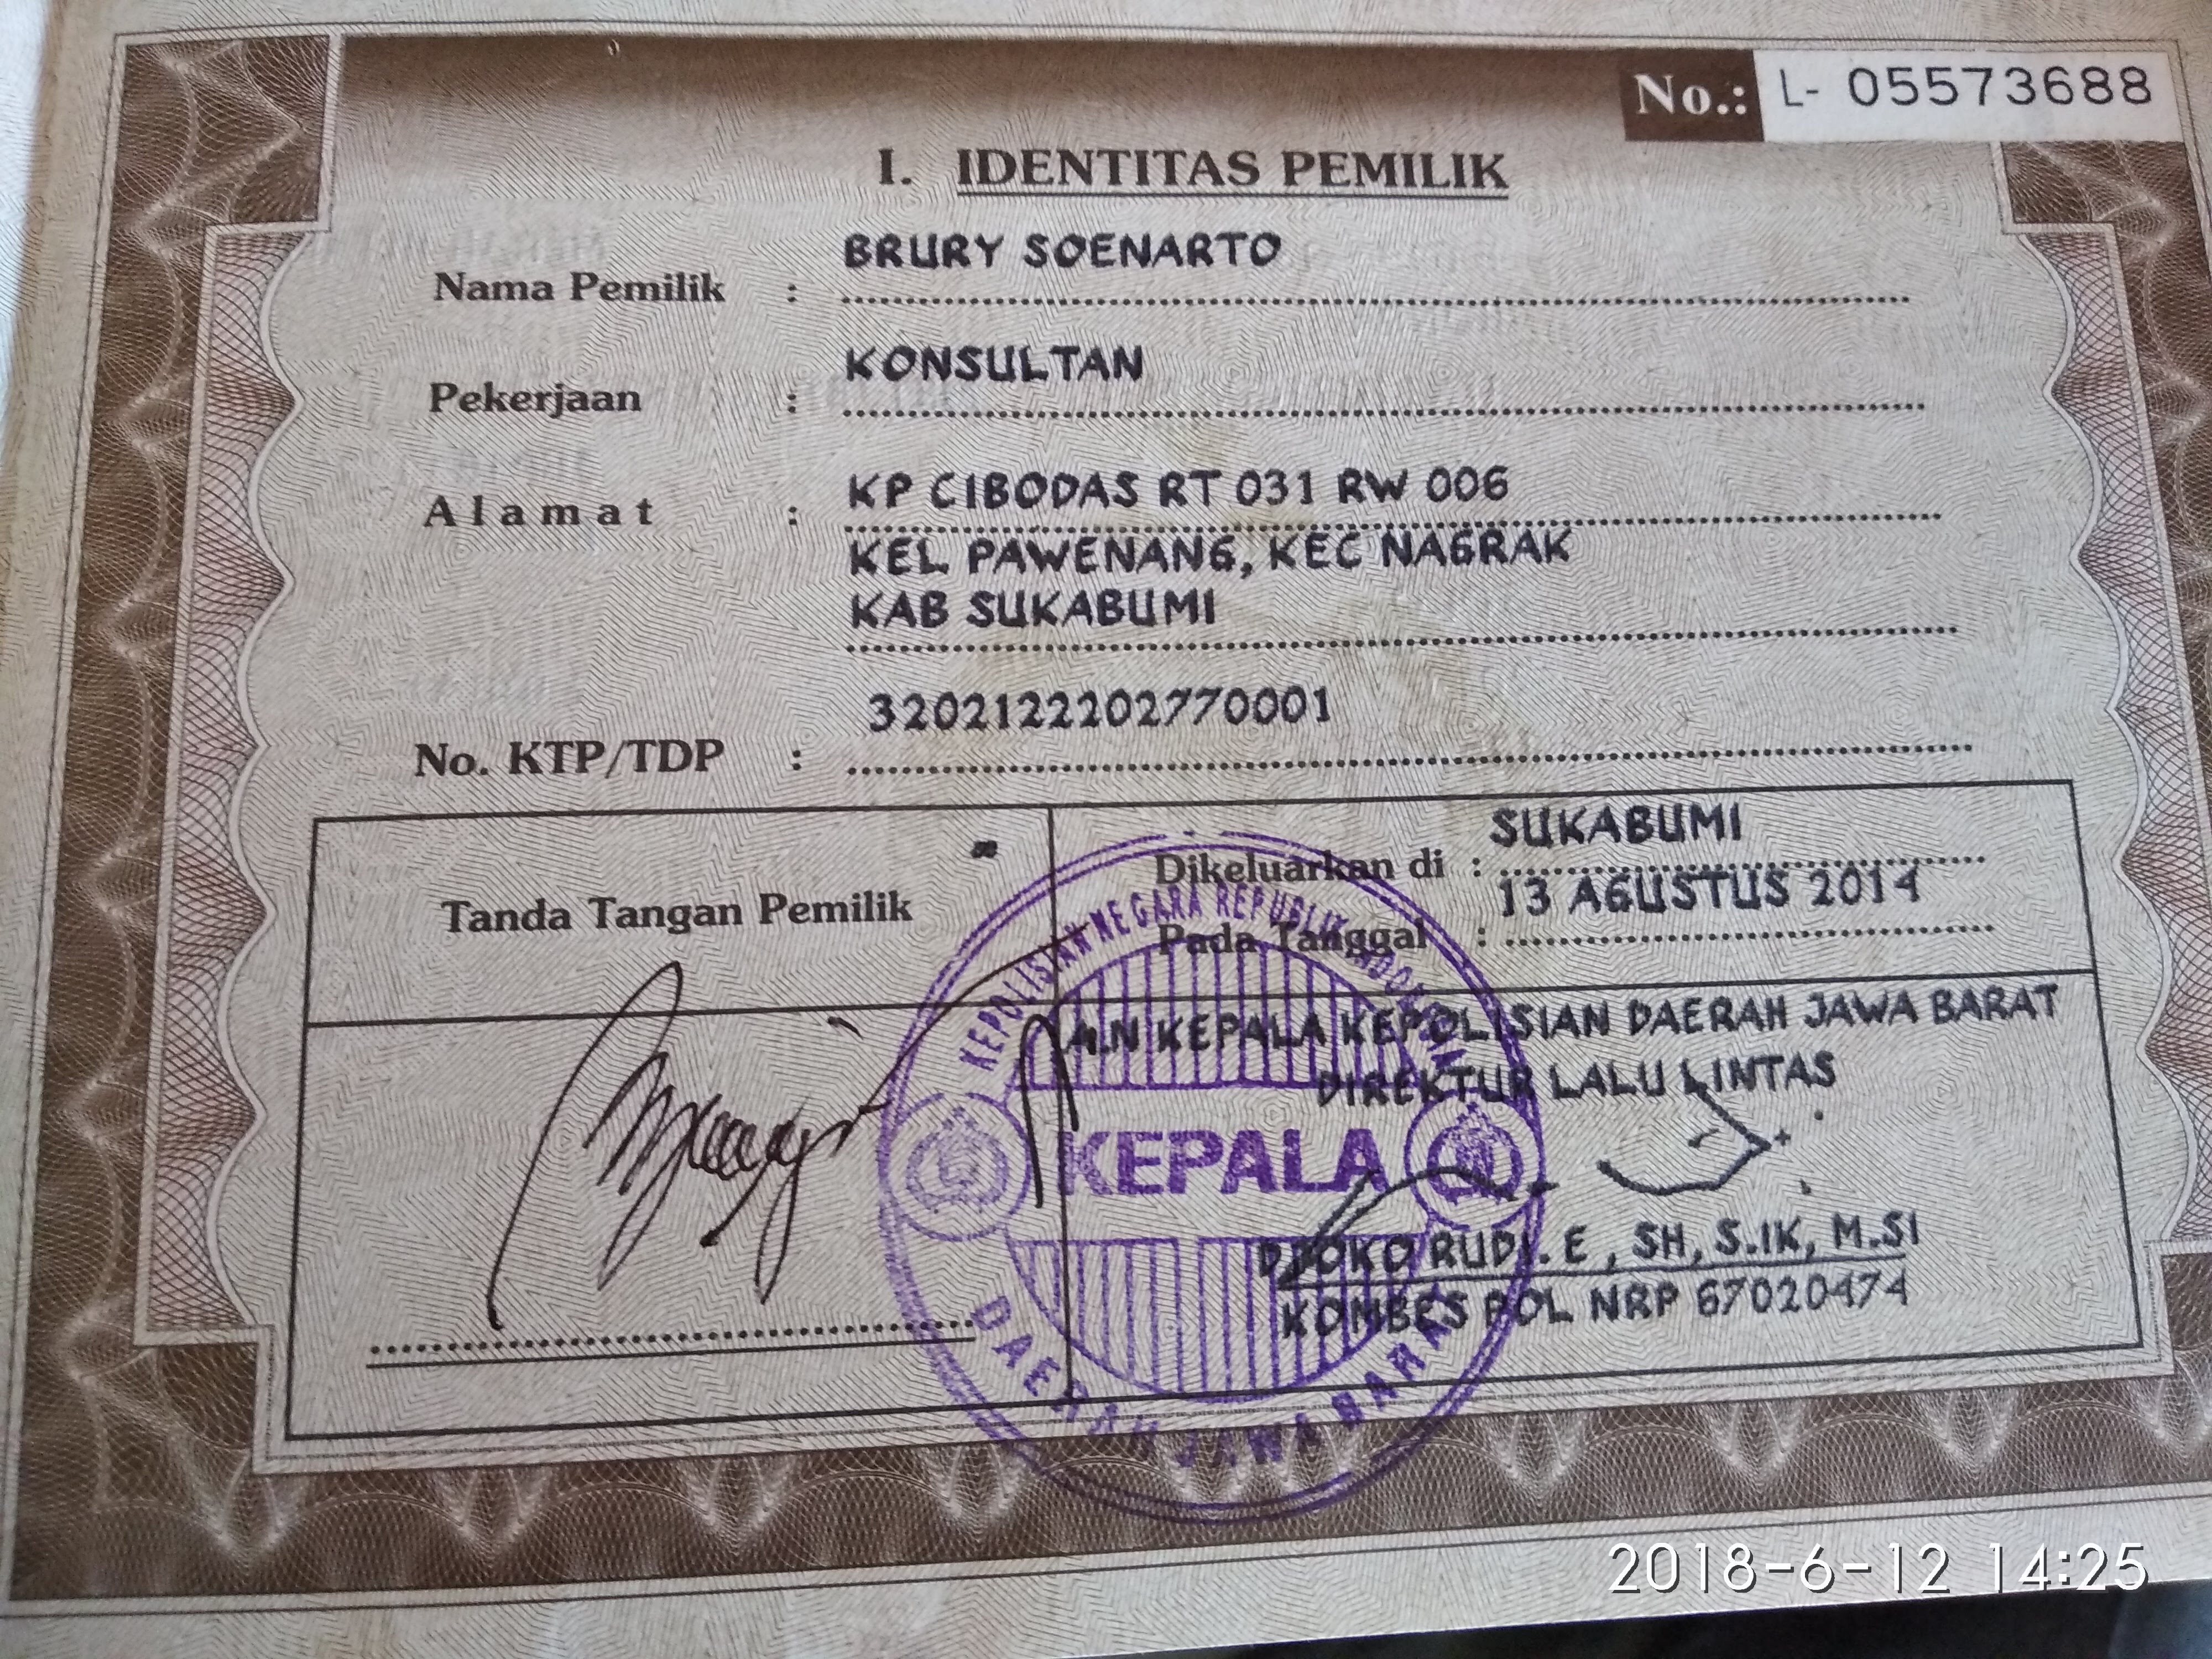 No.: L- 05573688
I. IDENTITAS PEMILIK
Nama Pemilik : BRURY SOENARTO
Pekerjaan : KONSULTAN
Alamat : KP CIBODAS RT 031 RW 006
KEL PAWENANG, KEC NAGRAK
KAB SUKABUMI
No. KTP/TDP : 3202122202770001
Tanda Tangan Pemilik
Dikeluarkan di : SUKABUMI
Pada Tanggal : 13 AGUSTUS 2014
A.N KEPALA KEPOLISIAN DAERAH JAWA BARAT
DIREKTUR LALU LINTAS
KEPOLISIAN NEGARA REPUBLIK INDONESIA
KEPALA
DAERAH JAWA BARAT
DJOKO RUDI. E, SH, S.IK, M.SI
KOMBES POL NRP 67020474
2018-6-12 14:25